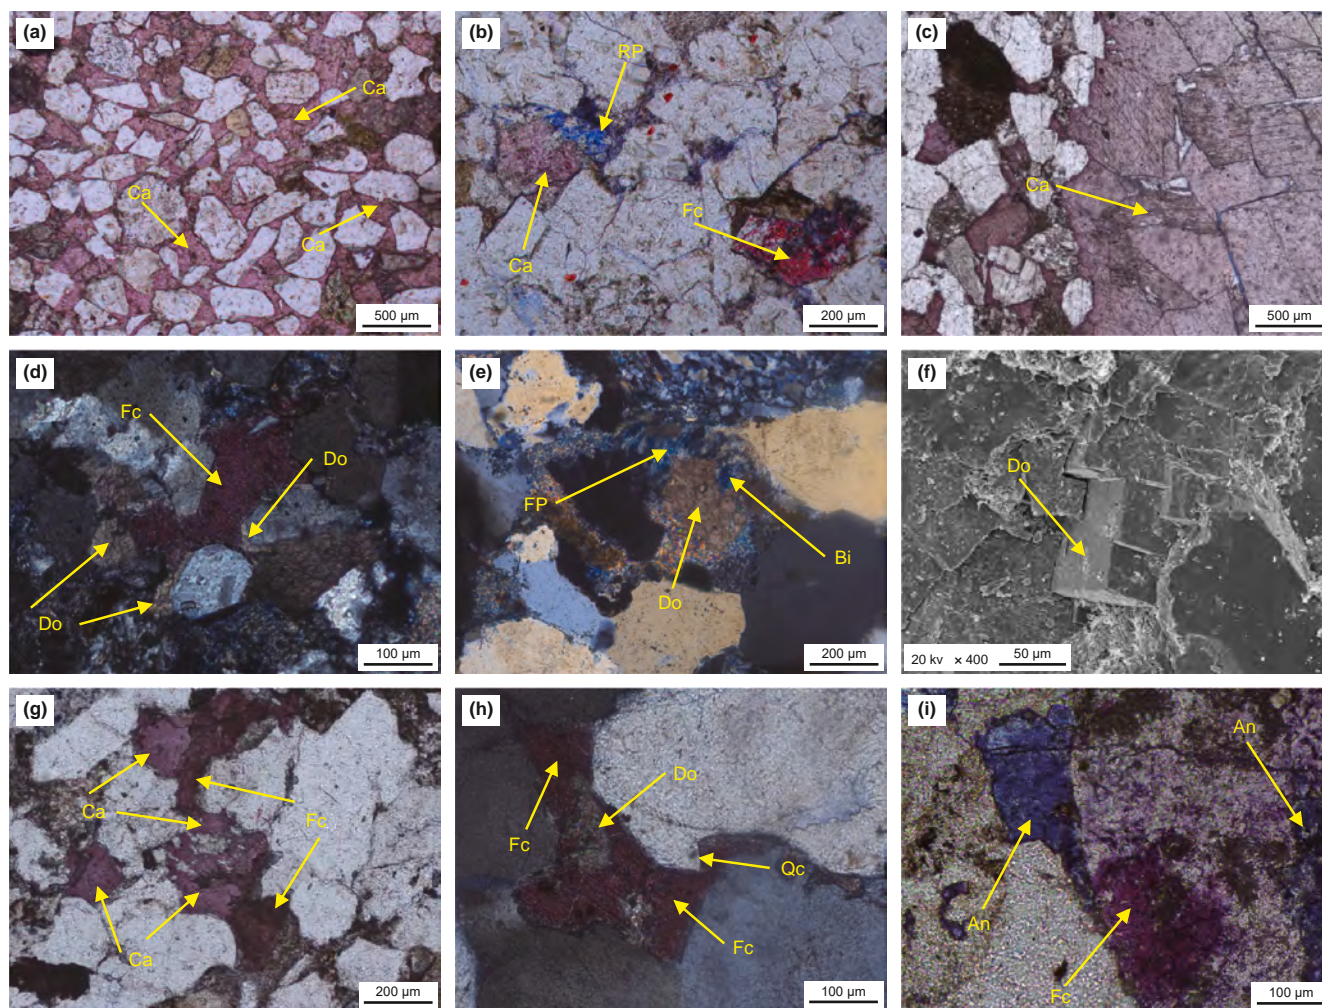 (a)
Ca
Ca
Ca
500 µm
(b)
RP
Fc
Ca
200 µm
(c)
Ca
500 µm
(d)
Fc
Do
Do
100 µm
(e)
FP
Bi
Do
200 µm
(f)
Do
20 kv × 400 50 µm
(g)
Ca
Fc
Ca
200 µm
(h)
Do
Fc
Qc
Fc
100 µm
(i)
An
An
Fc
100 µm